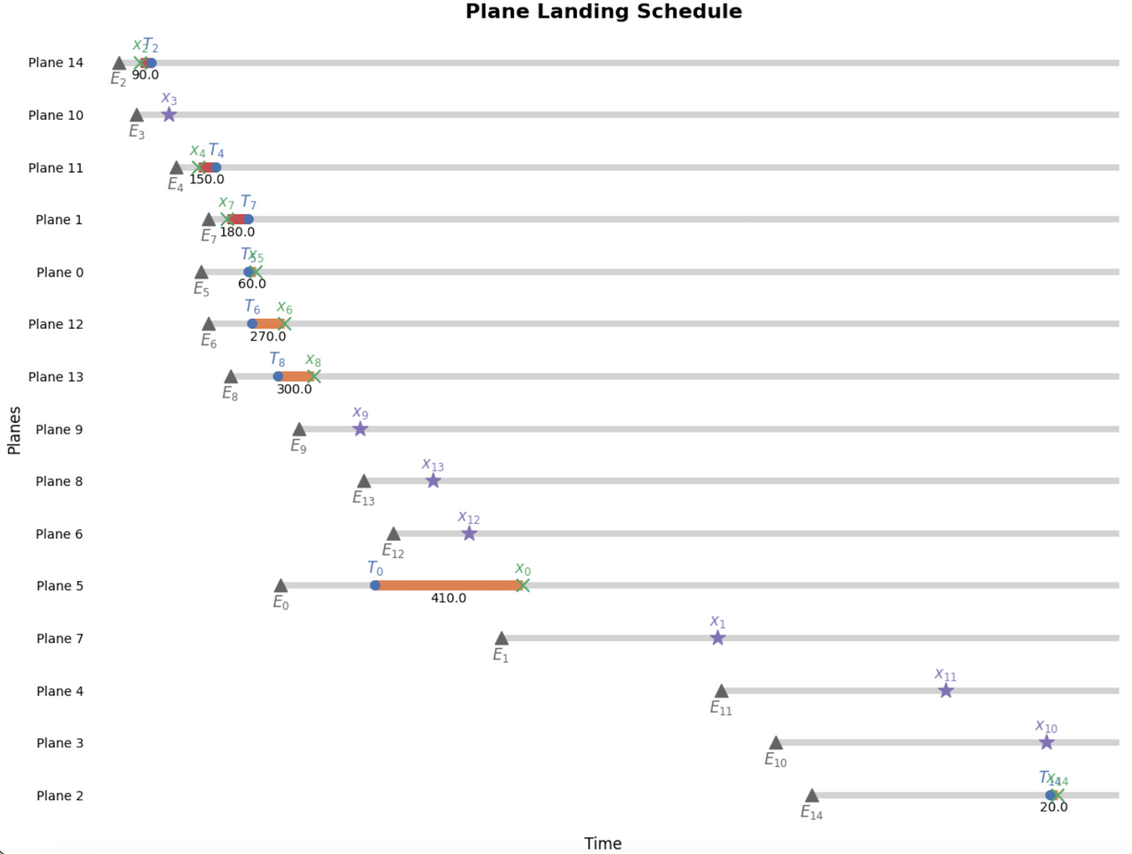 Plane Landing Schedule
x2 T2
Plane 14
E2 90.0
x3
Plane 10
E3
x4 T4
Plane 11
E4 150.0
x7 T7
Plane 1
E7 180.0
T5 x5
Plane 0
E5 60.0
T6 x6
Plane 12
E6 270.0
T8 x8
Plane 13
E8 300.0
x9
Plane 9
E9
x13
Plane 8
E13
x12
Plane 6
E12
T0 x0
Plane 5
E0 410.0
x1
Plane 7
E1
x11
Plane 4
E11
x10
Plane 3
E10
T14 x14
Plane 2
E14 20.0
Planes
Time